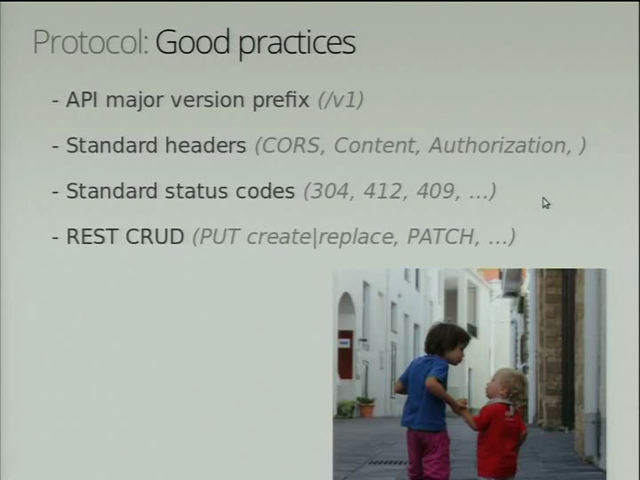 Protocol: Good practices
- API major version prefix (/v1)
- Standard headers (CORS, Content, Authorization, )
- Standard status codes (304, 412, 409, ...)
- REST CRUD (PUT create|replace, PATCH, ...)